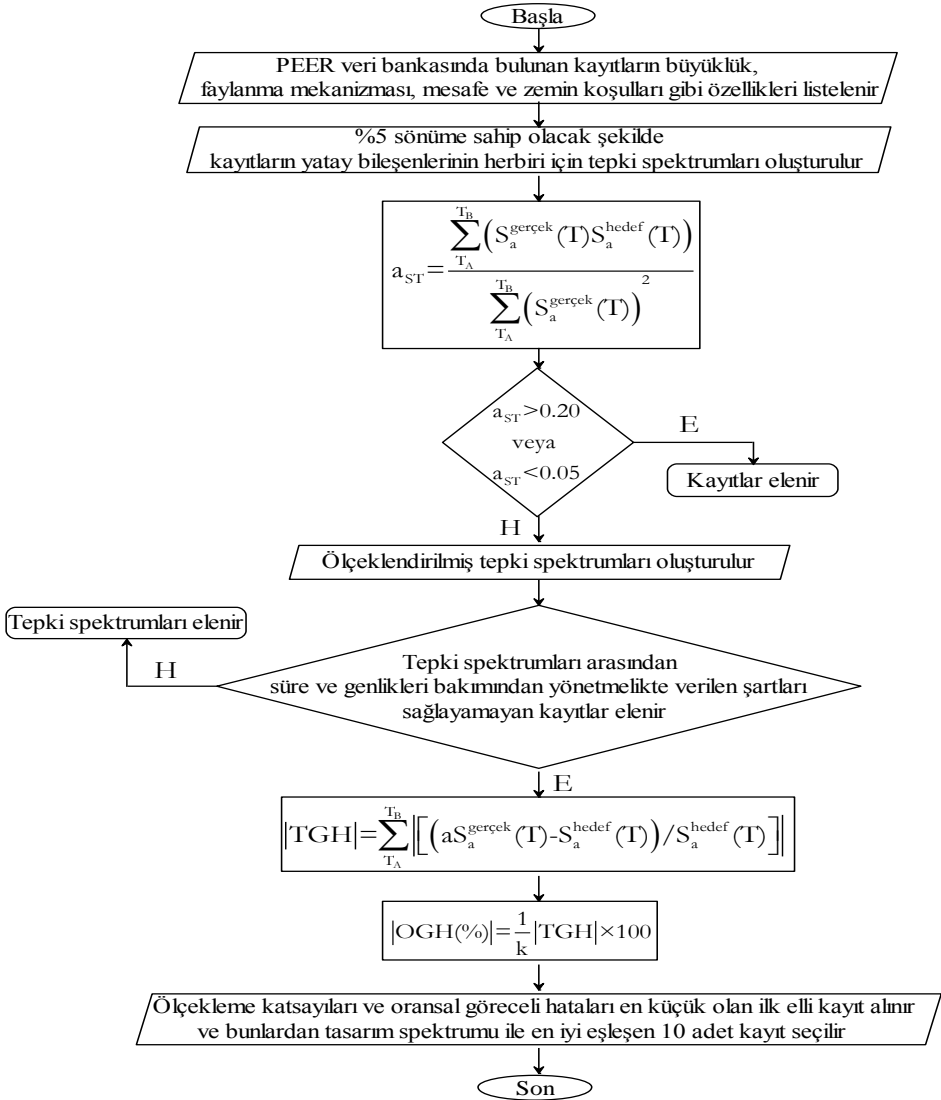 Başla
PEER veri bankasında bulunan kayıtların büyüklük,
faylanma mekanizması, mesafe ve zemin koşulları gibi özellikleri listelenir
%5 sönüme sahip olacak şekilde
kayıtların yatay bileşenlerinin herbiri için tepki spektrumları oluşturulur
a_ST = ∑_{T_A}^{T_B} (S_a^{gerçek}(T) S_a^{hedef}(T)) / ∑_{T_A}^{T_B} (S_a^{gerçek}(T))^2
a_ST>0.20
veya
a_ST<0.05
E
Kayıtlar elenir
H
Ölçeklendirilmiş tepki spektrumları oluşturulur
Tepki spektrumları elenir
H
Tepki spektrumları arasından
süre ve genlikleri bakımından yönetmelikte verilen şartları
sağlayamayan kayıtlar elenir
E
|TGH|=∑_{T_A}^{T_B} |[(aS_a^{gerçek}(T)-S_a^{hedef}(T))/S_a^{hedef}(T)]|
|OGH(%)|=1/k |TGH|×100
Ölçekleme katsayıları ve oransal göreceli hataları en küçük olan ilk elli kayıt alınır
ve bunlardan tasarım spektrumu ile en iyi eşleşen 10 adet kayıt seçilir
Son